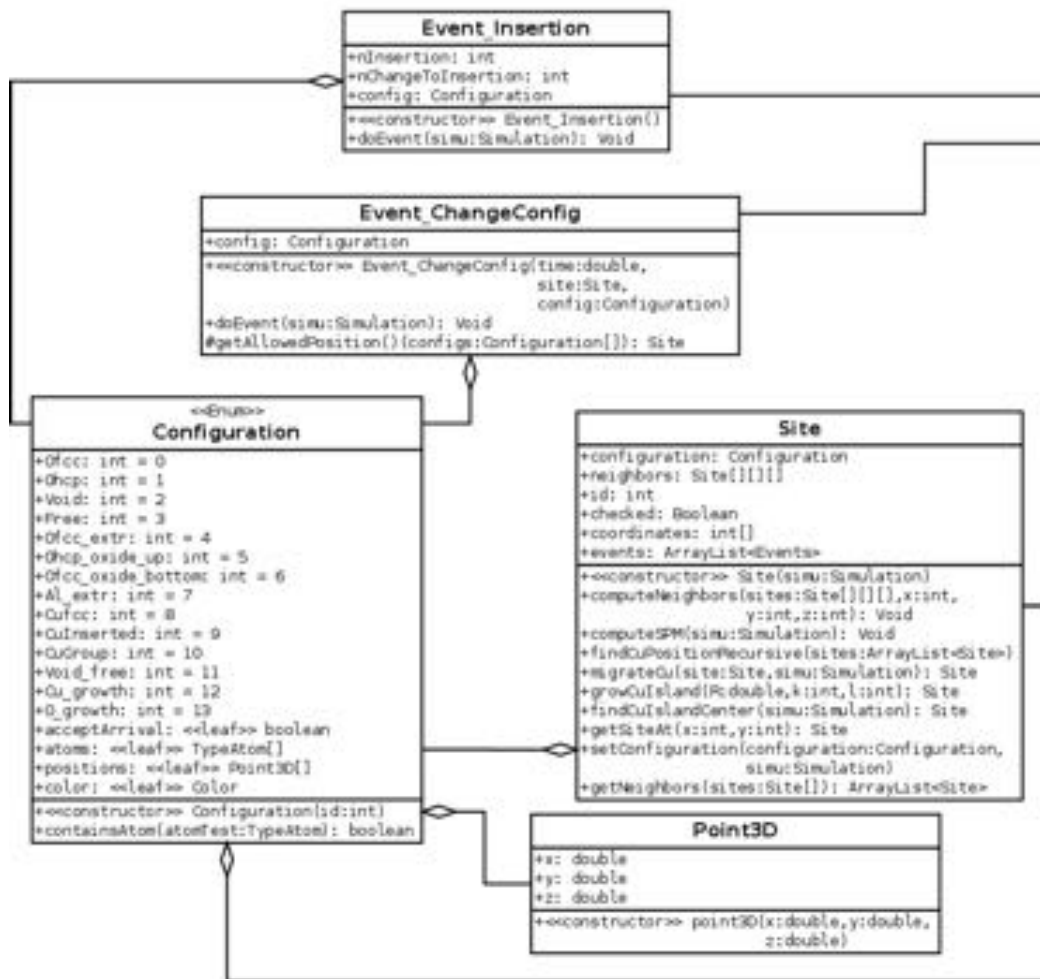 Event_Insertion
+nInsertion: int
+nChangeToInsertion: int
+config: Configuration
+<<constructor>> Event_Insertion()
+doEvent(simu:Simulation): Void
Event_ChangeConfig
+config: Configuration
+<<constructor>> Event_ChangeConfig(time:double,
site:Site,
config:Configuration)
+doEvent(simu:Simulation): Void
#getAllowedPosition()(configs:Configuration[]): Site
<<Enum>>
Configuration
+Ofcc: int = 0
+Ohcp: int = 1
+Void: int = 2
+Free: int = 3
+Ofcc_extr: int = 4
+Ohcp_oxide_up: int = 5
+Ofcc_oxide_bottom: int = 6
+Al_extr: int = 7
+Cufcc: int = 8
+CuInserted: int = 9
+CuGroup: int = 10
+Void_free: int = 11
+Cu_growth: int = 12
+O_growth: int = 13
+acceptArrival: <<leaf>> boolean
+atoms: <<leaf>> TypeAtom[]
+positions: <<leaf>> Point3D[]
+color: <<leaf>> Color
+<<constructor>> Configuration(id:int)
+containsAtom(atomTest:TypeAtom): boolean
Site
+configuration: Configuration
+neighbors: Site[][][]
+id: int
+checked: Boolean
+coordinates: int[]
+events: ArrayList<Events>
+<<constructor>> Site(simu:Simulation)
+computeNeighbors(sites:Site[][][],x:int,
y:int,z:int): Void
+computeSPM(simu:Simulation): Void
+findCuPositionRecursive(sites:ArrayList<Site>)
+migrateCu(site:Site,simu:Simulation): Site
+growCuIsland(R:double,k:int,l:int): Site
+findCuIslandCenter(simu:Simulation): Site
+getSiteAt(x:int,y:int): Site
+setConfiguration(configuration:Configuration,
simu:Simulation)
+getNeighbors(sites:Site[]): ArrayList<Site>
Point3D
+x: double
+y: double
+z: double
+<<constructor>> point3D(x:double,y:double,
z:double)